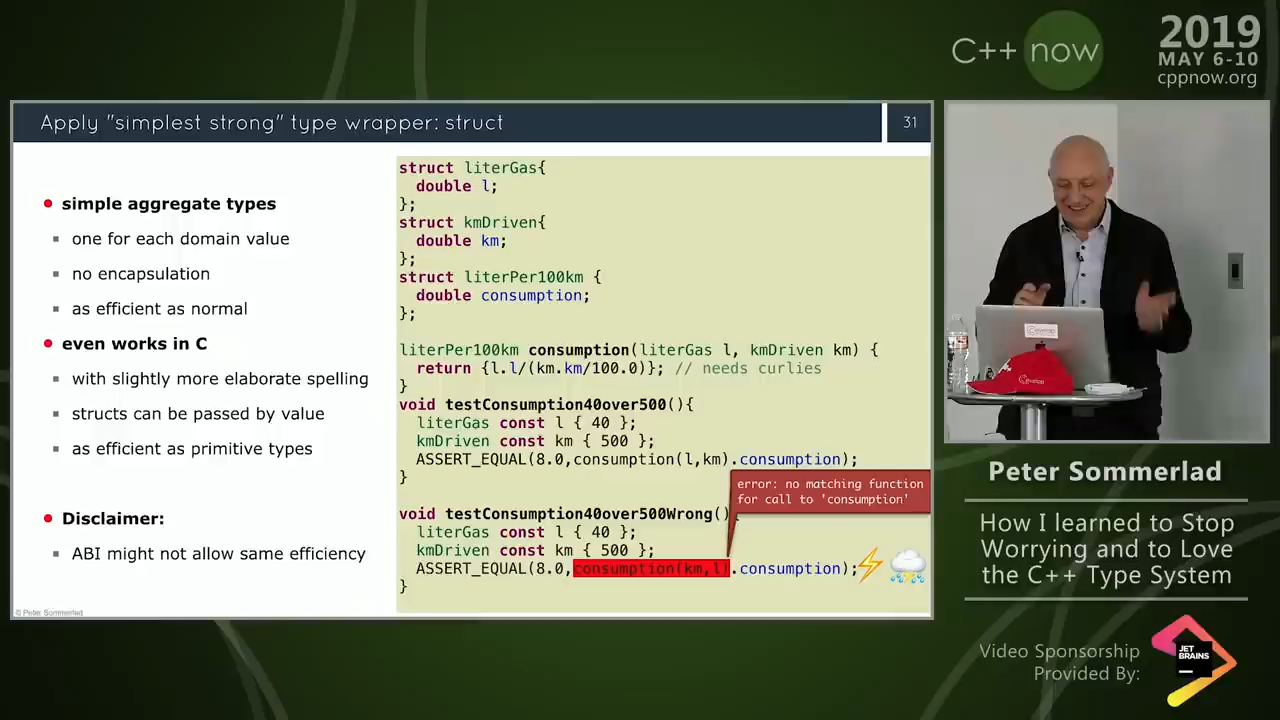 C++ now
2019
MAY 6-10
cppnow.org
Apply "simplest strong" type wrapper: struct
31
simple aggregate types
one for each domain value
no encapsulation
as efficient as normal
even works in C
with slightly more elaborate spelling
structs can be passed by value
as efficient as primitive types
Disclaimer:
ABI might not allow same efficiency
© Peter Sommerlad
struct literGas{
double l;
};
struct kmDriven{
double km;
};
struct literPer100km {
double consumption;
};
literPer100km consumption(literGas l, kmDriven km) {
return {l.l/(km.km/100.0)}; // needs curlies
}
void testConsumption40over500(){
literGas const l { 40 };
kmDriven const km { 500 };
ASSERT_EQUAL(8.0,consumption(l,km).consumption);
}
error: no matching function
for call to 'consumption'
void testConsumption40over500Wrong()
literGas const l { 40 };
kmDriven const km { 500 };
ASSERT_EQUAL(8.0,consumption(km,l).consumption);
}
Peter Sommerlad
How I learned to Stop
Worrying and to Love
the C++ Type System
Video Sponsorship
Provided By:
JET
BRAINS